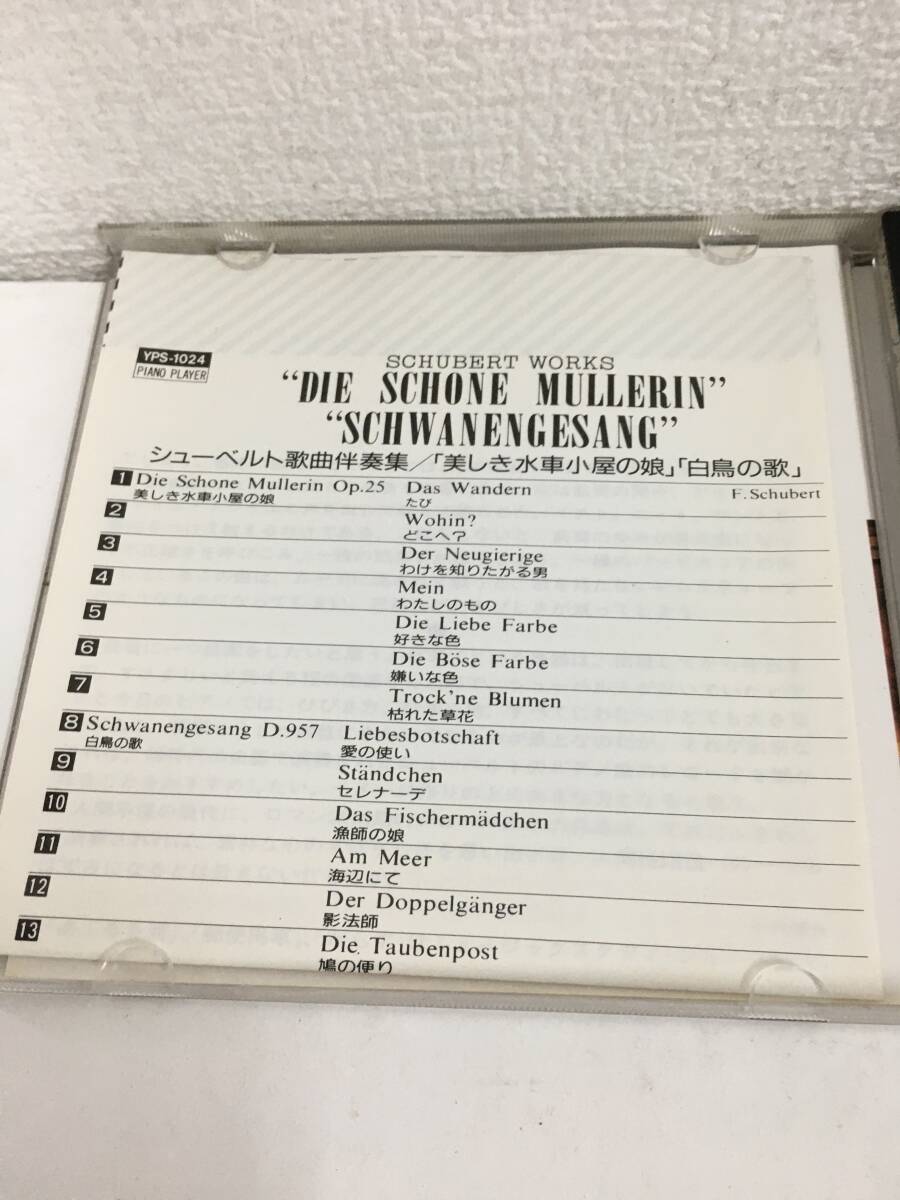 YPS-1024
PIANO PLAYER
SCHUBERT WORKS
“DIE SCHONE MULLERIN”
“SCHWANENGESANG”
シューベルト歌曲伴奏集/「美しき水車小屋の娘」「白鳥の歌」
1 Die Schone Mullerin Op.25 Das Wandern F. Schubert
美しき水車小屋の娘 たび
2 Wohin?
どこへ?
3 Der Neugierige
わけを知りたがる男
4 Mein
わたしのもの
5 Die Liebe Farbe
好きな色
6 Die Böse Farbe
嫌いな色
7 Trock'ne Blumen
枯れた草花
8 Schwanengesang D.957 Liebesbotschaft
白鳥の歌 愛の使い
9 Ständchen
セレナーデ
10 Das Fischermädchen
漁師の娘
11 Am Meer
海辺にて
12 Der Doppelgänger
影法師
13 Die Taubenpost
鳩の便り